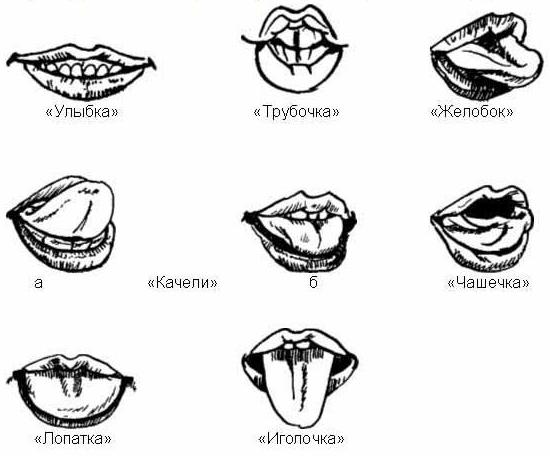 «Улыбка» «Трубочка» «Желобок»
а «Качели» б «Чашечка»
«Лопатка» «Иголочка»